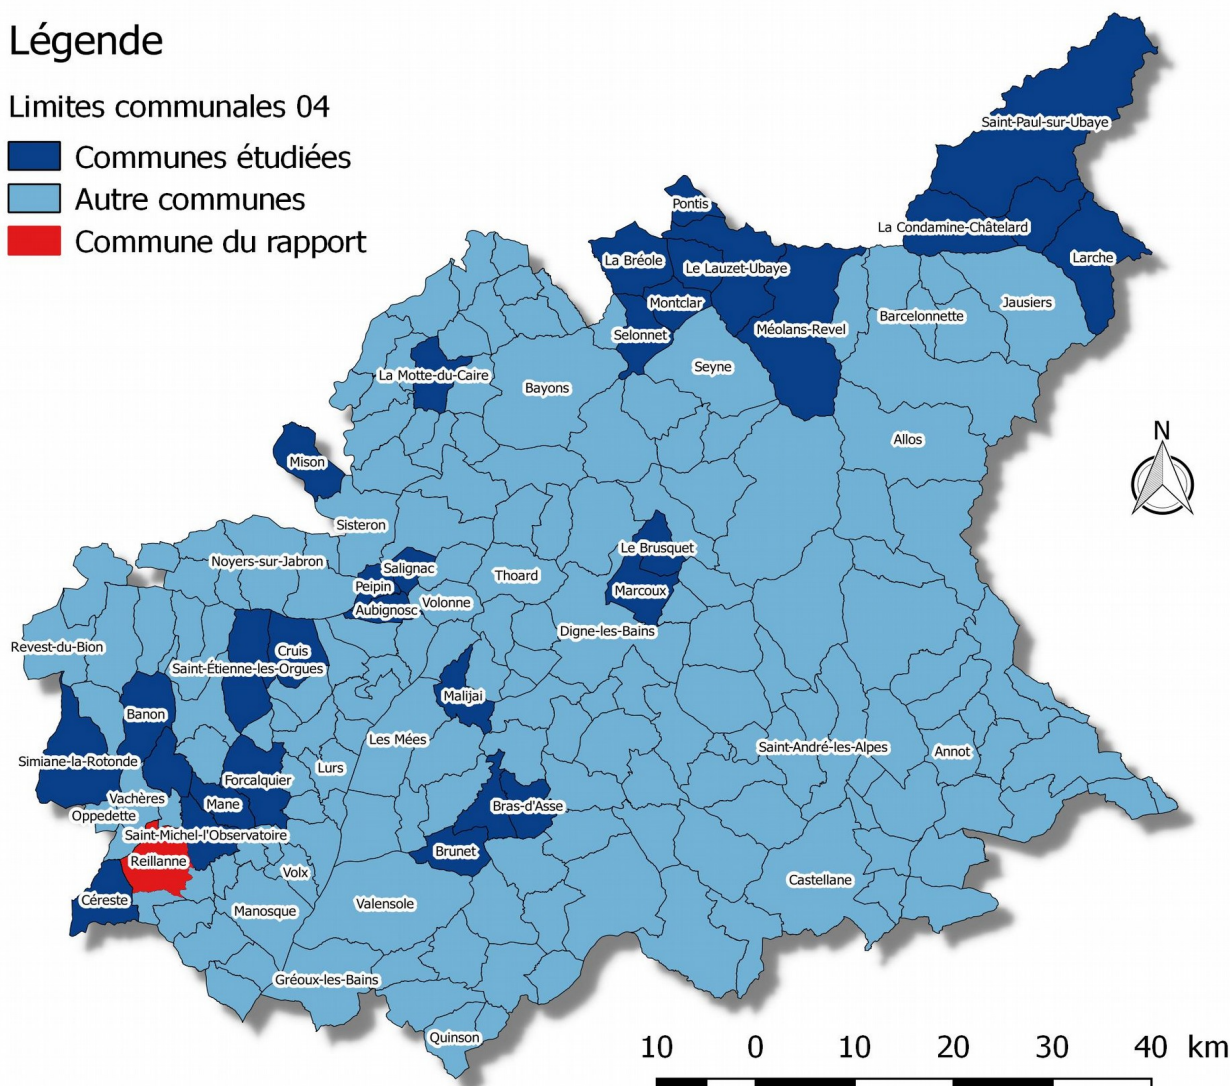 Légende
Limites communales 04
Communes étudiées
Autre communes
Commune du rapport
Saint-Paul-sur-Ubaye
Pontis
La Condamine-Châtelard
La Bréole
Le Lauzet-Ubaye
Larche
Montclar
Jausiers
Barcelonnette
Selonnet
Méolans-Revel
Seyne
La Motte-du-Caire
Bayons
Allos
N
Mison
Sisteron
Le Brusquet
Noyers-sur-Jabron
Salignac
Thoard
Peipin
Marcoux
Aubignosc
Volonne
Digne-les-Bains
Revest-du-Bion
Cruis
Saint-Étienne-les-Orgues
Malijai
Banon
Les Mées
Saint-André-les-Alpes
Annot
Simiane-la-Rotonde
Lurs
Forcalquier
Vachères
Mane
Bras-d'Asse
Oppedette
Saint-Michel-l'Observatoire
Brunet
Reillanne
Volx
Castellane
Céreste
Valensole
Manosque
Gréoux-les-Bains
Quinson
10 0 10 20 30 40 km